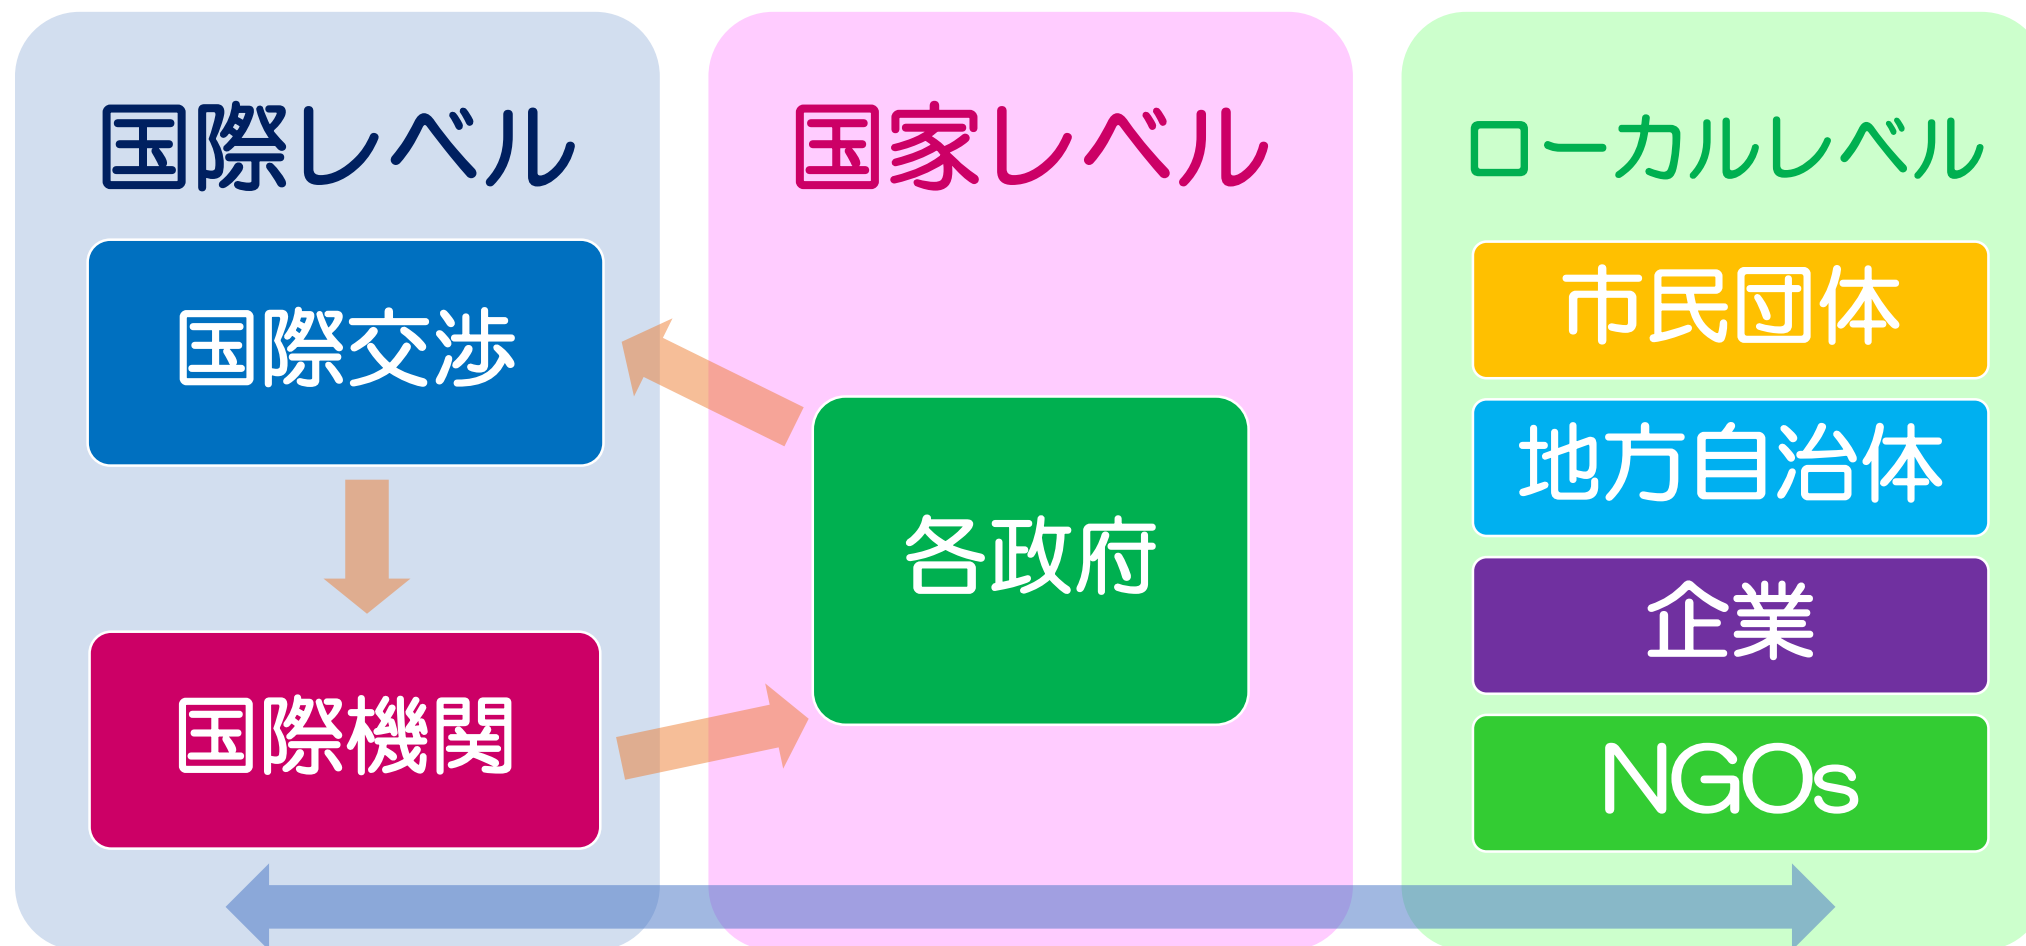 国際レベル
国際交渉
国際機関
国家レベル
各政府
ローカルレベル
市民団体
地方自治体
企業
NGOs